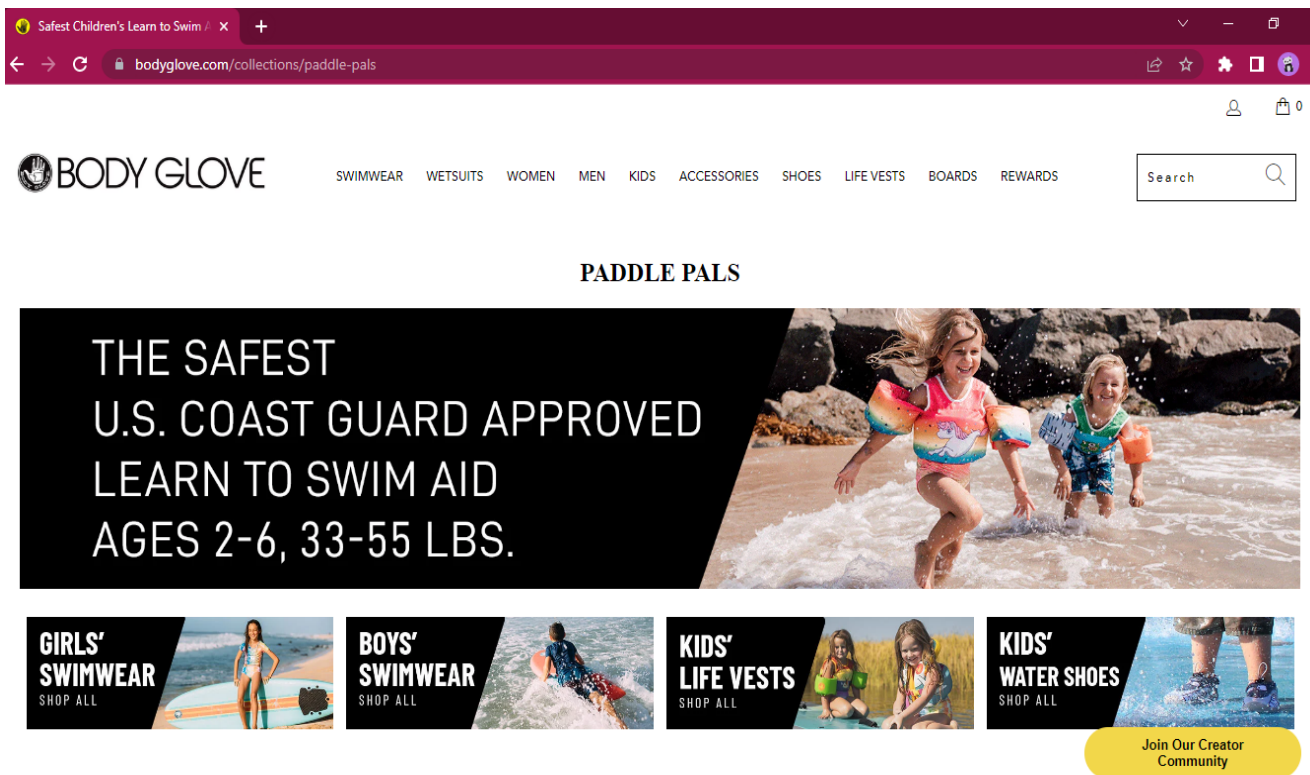 Safest Children's Learn to Swim A
bodyglove.com/collections/paddle-pals
0
BODY GLOVE
SWIMWEAR WETSUITS WOMEN MEN KIDS ACCESSORIES SHOES LIFE VESTS BOARDS REWARDS
Search
PADDLE PALS
THE SAFEST
U.S. COAST GUARD APPROVED
LEARN TO SWIM AID
AGES 2-6, 33-55 LBS.
GIRLS'
SWIMWEAR
SHOP ALL
BOYS'
SWIMWEAR
SHOP ALL
KIDS'
LIFE VESTS
SHOP ALL
KIDS'
WATER SHOES
SHOP ALL
Join Our Creator
Community